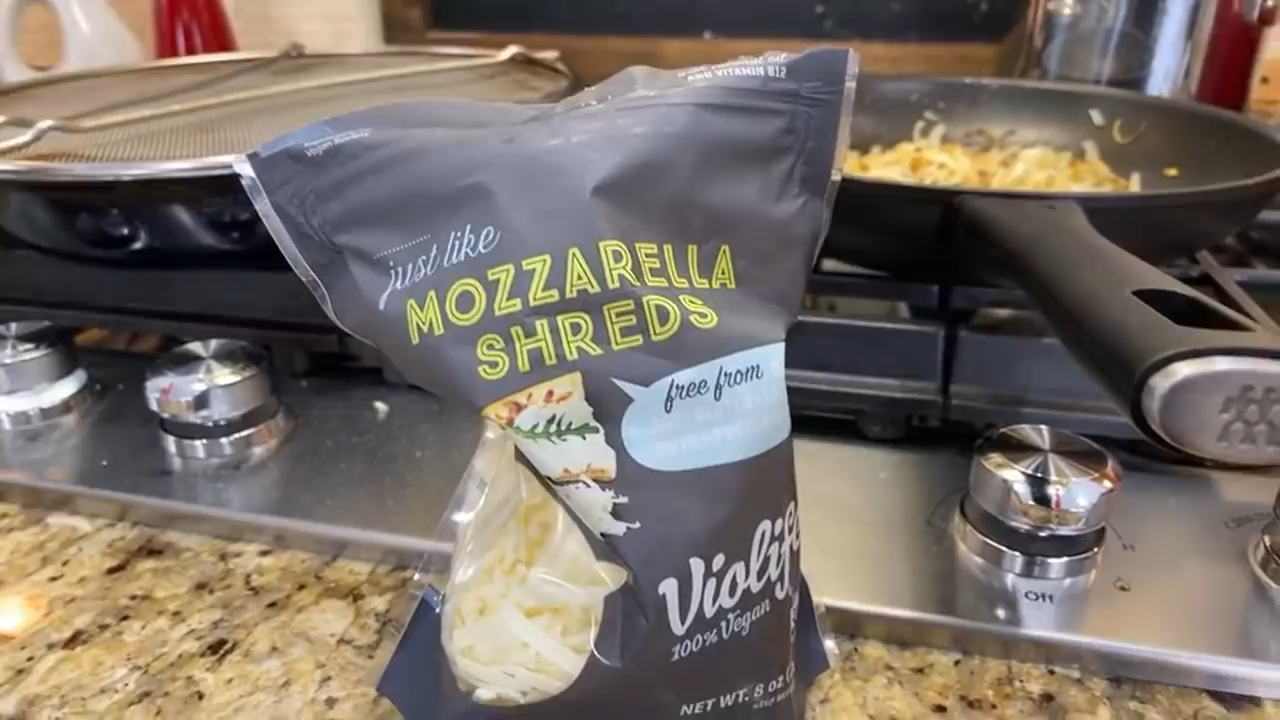 AND VITAMIN B12
just like
MOZZARELLA
SHREDS
free from
Violife
100% Vegan
NET WT. 8 oz
Off